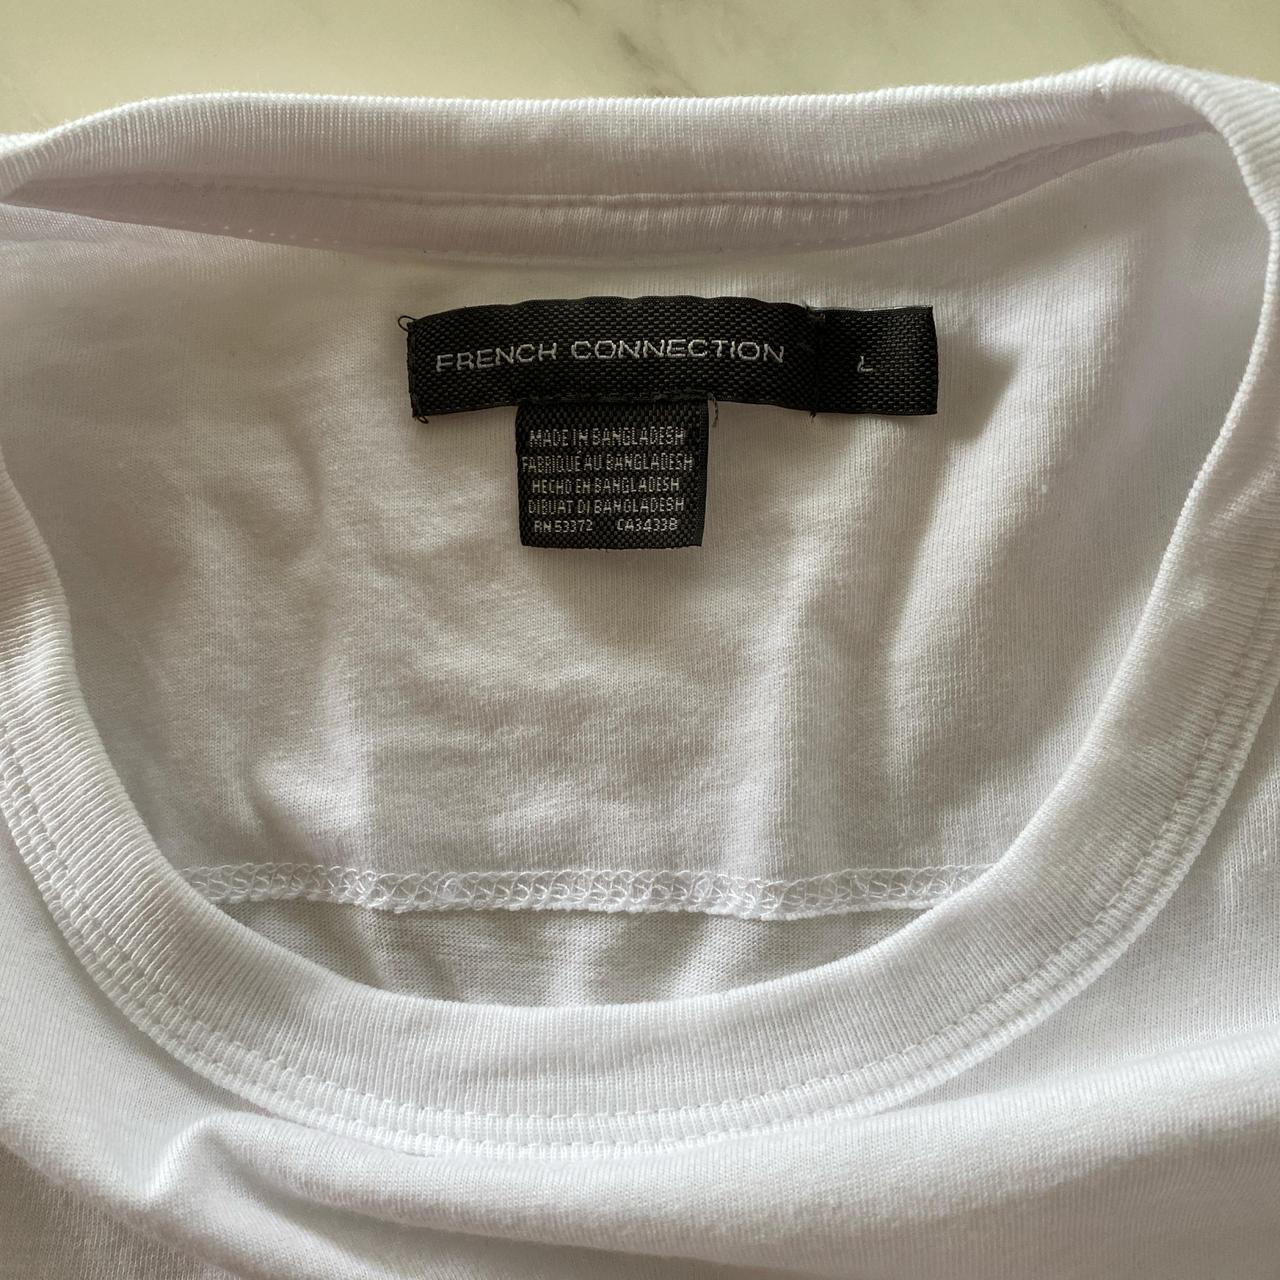 FRENCH CONNECTION L
MADE IN BANGLADESH
FABRIQUÉ AU BANGLADESH
HECHO EN BANGLADESH
DIBUAT DI BANGLADESH
RN 53372 CA34338